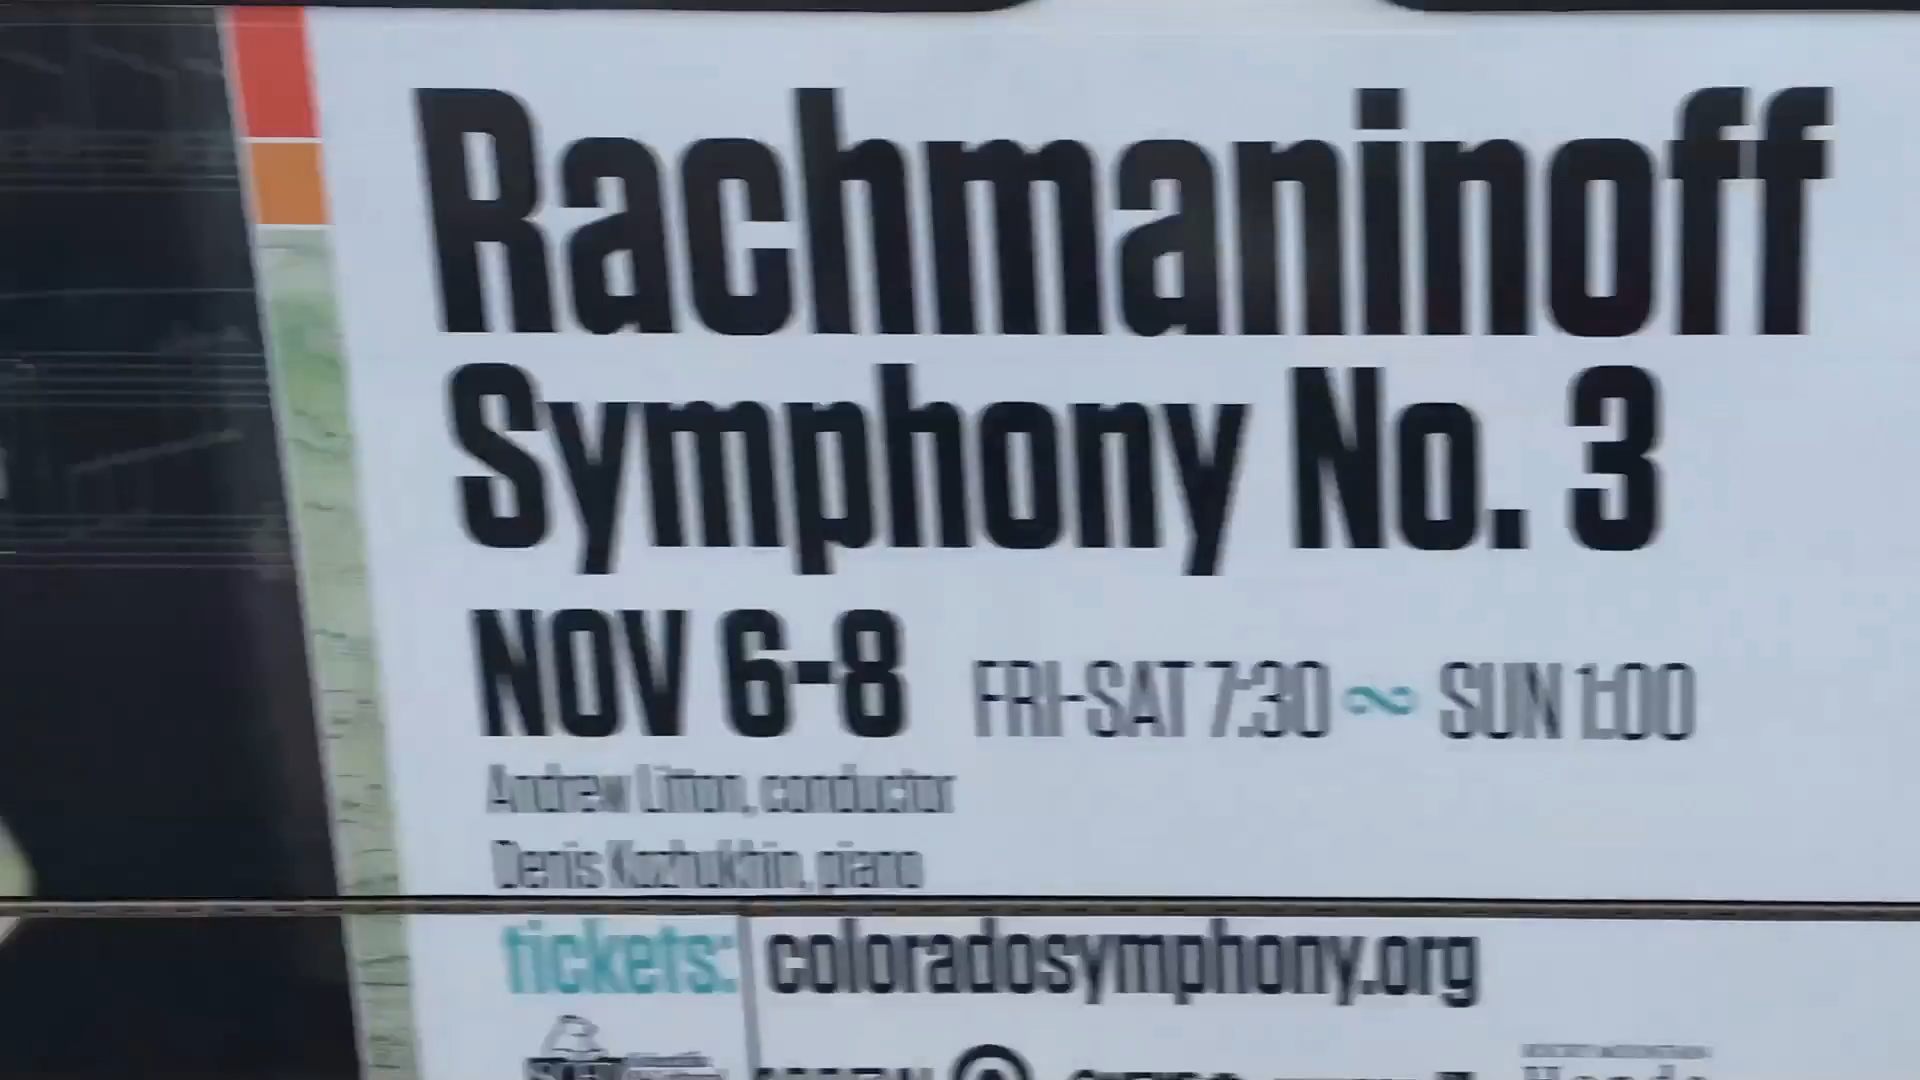 Rachmaninoff
Symphony No. 3
NOV 6-8 FRI-SAT 7:30 ~ SUN 1:00
Andrew Litton, conductor
Denis Kozhukhin, piano
tickets: coloradosymphony.org